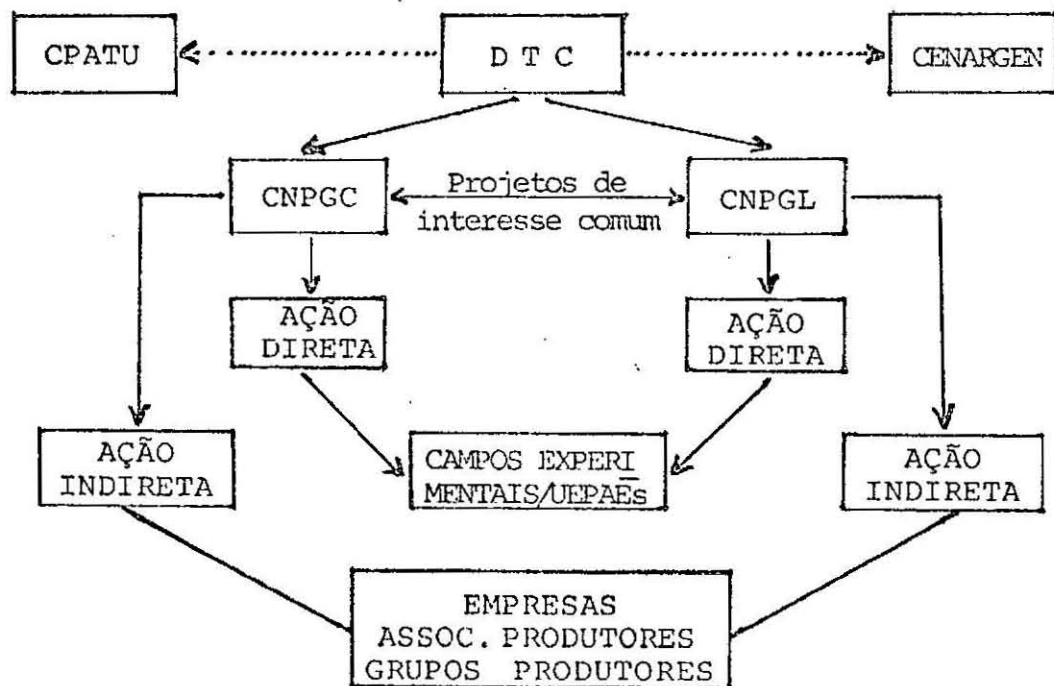 CPATU
D T C
CENARGEN
CNPGC
Projetos de
interesse comum
CNPGL
AÇÃO
DIRETA
AÇÃO
DIRETA
AÇÃO
INDIRETA
CAMPOS EXPERI
MENTAIS/UEPAEs
AÇÃO
INDIRETA
EMPRESAS
ASSOC. PRODUTORES
GRUPOS PRODUTORES